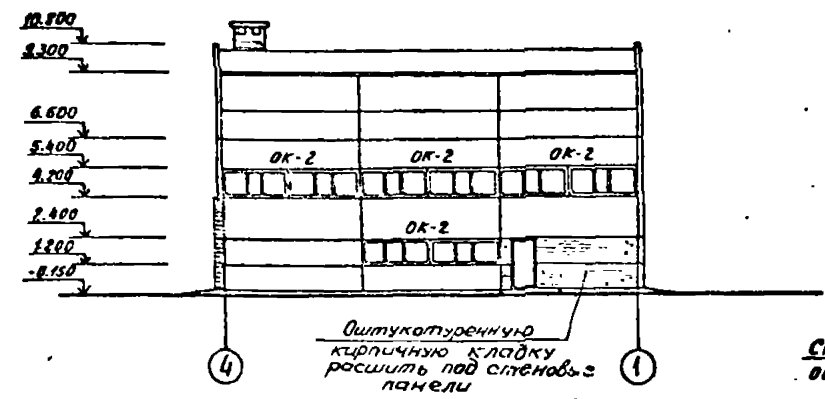 10.800
9.300
6.600
5.400
4.200
2.400
1.200
-0.150
ОК-2 ОК-2 ОК-2
ОК-2
Оштукатуренную
кирпичную кладку
расшить под стеновые
панели
4 1